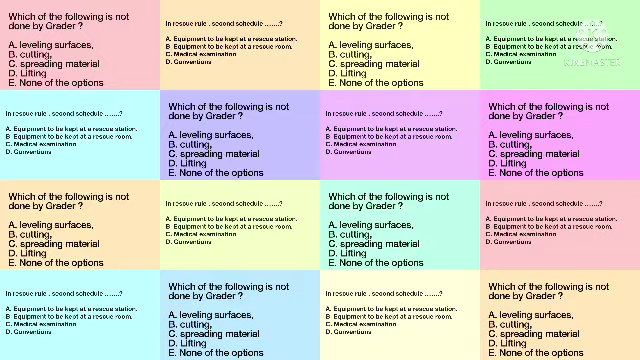 Which of the following is not
done by Grader ?
A. leveling surfaces,
B. cutting,
C. spreading material
D. Lifting
E. None of the options
In rescue rule , second schedule ........?
A. Equipment to be kept at a rescue station.
B Equipment to be kept at a rescue room.
C. Medical examination
D. Conventions
Which of the following is not
done by Grader ?
A. leveling surfaces,
B. cutting,
C. spreading material
D. Lifting
E. None of the options
In rescue rule , second schedule ........?
A. Equipment to be kept at a rescue station.
B Equipment to be kept at a rescue room.
C. Medical examination
D. Conventions
KINEMASTER
In rescue rule , second schedule ........?
A. Equipment to be kept at a rescue station.
B Equipment to be kept at a rescue room.
C. Medical examination
D. Conventions
Which of the following is not
done by Grader ?
A. leveling surfaces,
B. cutting,
C. spreading material
D. Lifting
E. None of the options
In rescue rule , second schedule ........?
A. Equipment to be kept at a rescue station.
B Equipment to be kept at a rescue room.
C. Medical examination
D. Conventions
Which of the following is not
done by Grader ?
A. leveling surfaces,
B. cutting,
C. spreading material
D. Lifting
E. None of the options
Which of the following is not
done by Grader ?
A. leveling surfaces,
B. cutting,
C. spreading material
D. Lifting
E. None of the options
In rescue rule , second schedule ........?
A. Equipment to be kept at a rescue station.
B Equipment to be kept at a rescue room.
C. Medical examination
D. Conventions
Which of the following is not
done by Grader ?
A. leveling surfaces,
B. cutting,
C. spreading material
D. Lifting
E. None of the options
In rescue rule , second schedule ........?
A. Equipment to be kept at a rescue station.
B Equipment to be kept at a rescue room.
C. Medical examination
D. Conventions
In rescue rule , second schedule ........?
A. Equipment to be kept at a rescue station.
B Equipment to be kept at a rescue room.
C. Medical examination
D. Conventions
Which of the following is not
done by Grader ?
A. leveling surfaces,
B. cutting,
C. spreading material
D. Lifting
E. None of the options
In rescue rule , second schedule ........?
A. Equipment to be kept at a rescue station.
B Equipment to be kept at a rescue room.
C. Medical examination
D. Conventions
Which of the following is not
done by Grader ?
A. leveling surfaces,
B. cutting,
C. spreading material
D. Lifting
E. None of the options